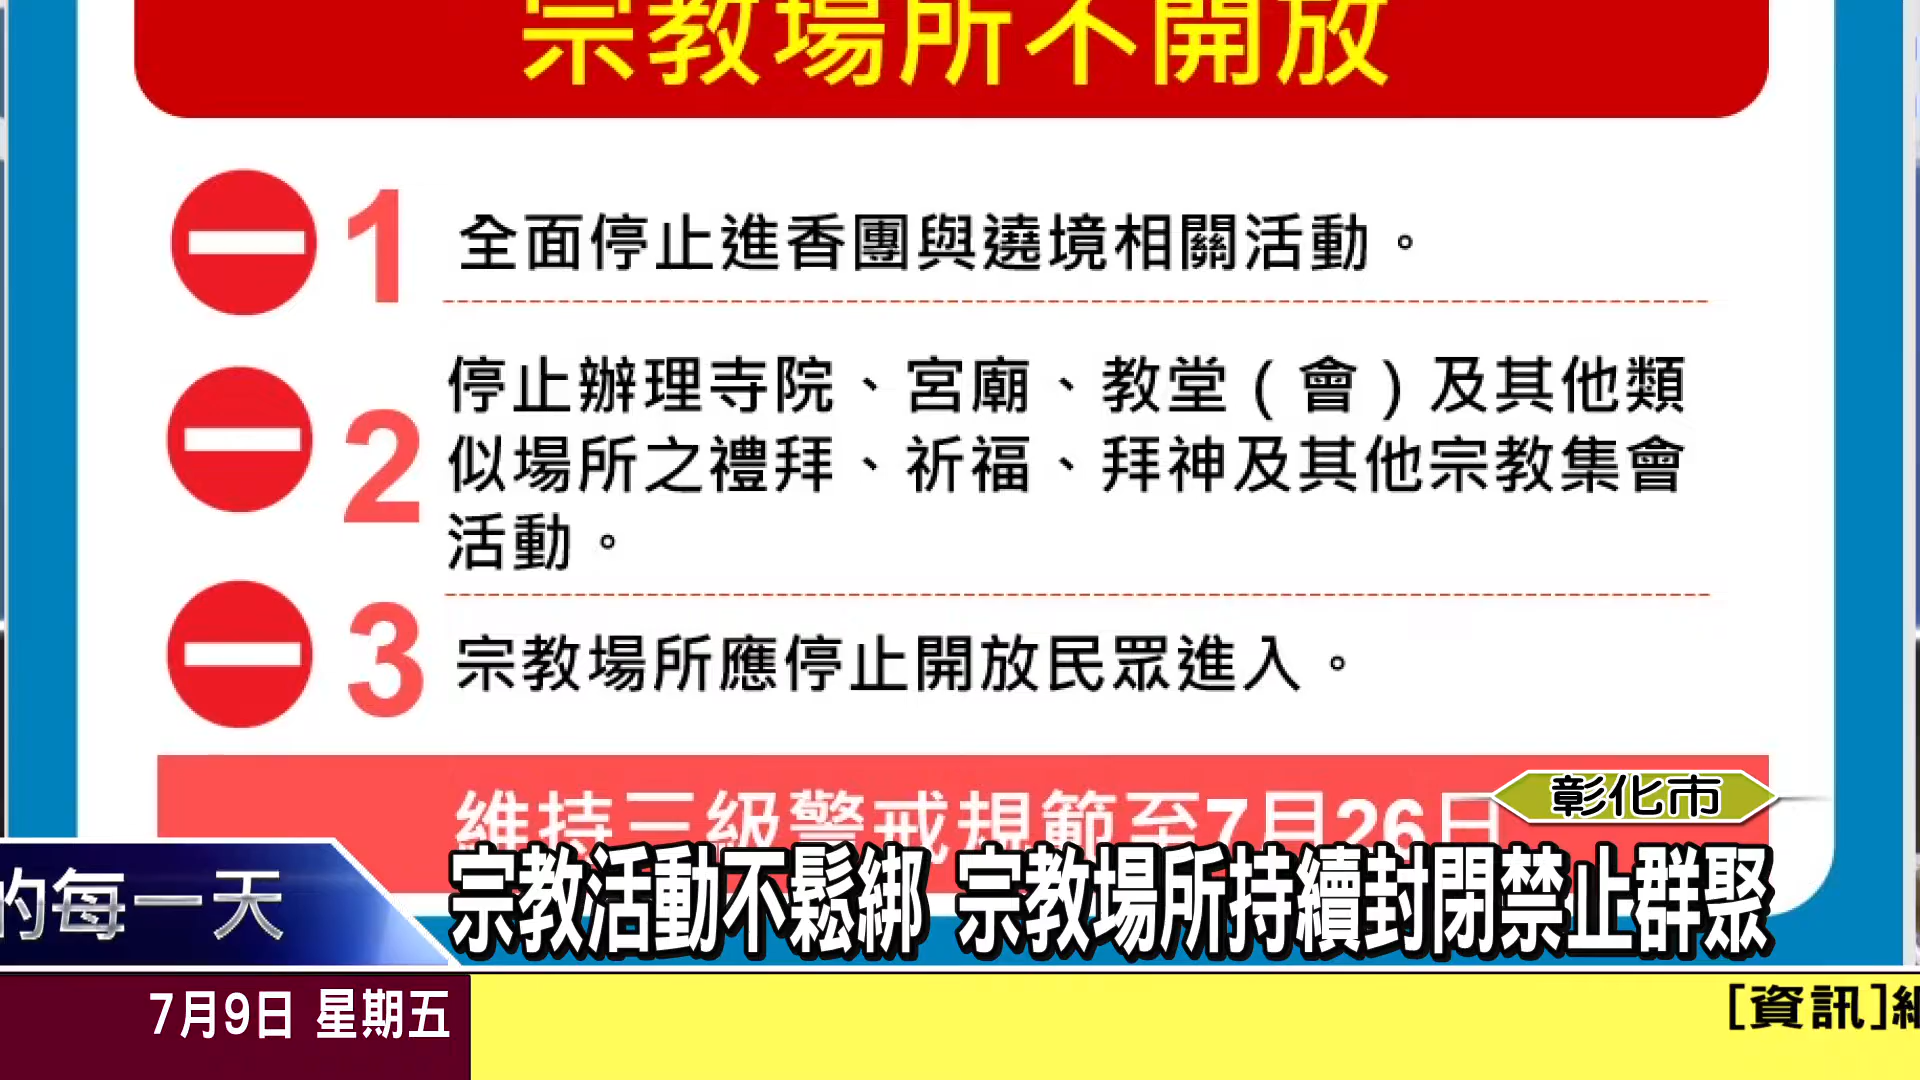 宗教場所不開放
1 全面停止進香團與遶境相關活動。
2 停止辦理寺院、宮廟、教堂(會)及其他類
似場所之禮拜、祈福、拜神及其他宗教集會
活動。
3 宗教場所應停止開放民眾進入。
維持三級警戒規範至7月26日
彰化市
宗教活動不鬆綁 宗教場所持續封閉禁止群聚
的每一天
7月9日 星期五
[資訊]